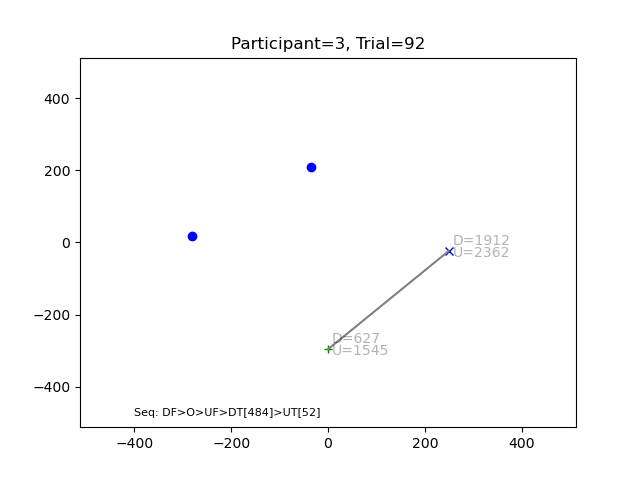 Participant=3, Trial=92
400
200
0
−200
−400
D=1912
U=2362
D=627
U=1545
Seq: DF>O>UF>DT[484]>UT[52]
−400 −200 0 200 400